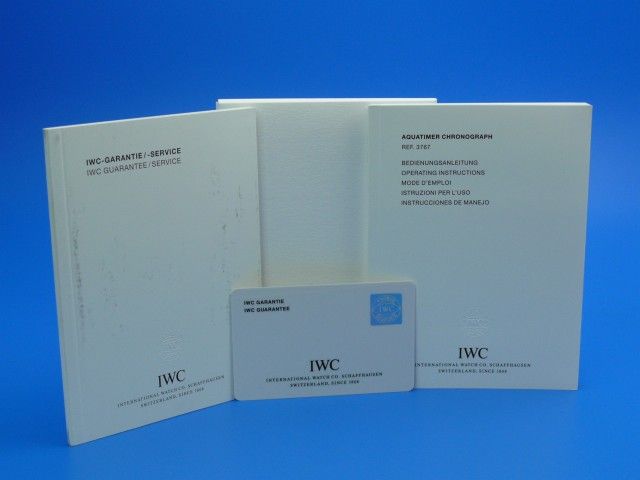 IWC-GARANTIE/-SERVICE
IWC GUARANTEE/SERVICE
IWC
INTERNATIONAL WATCH CO. SCHAFFHAUSEN
SWITZERLAND, SINCE 1868
AQUATIMER CHRONOGRAPH
REF. 3767
BEDIENUNGSANLEITUNG
OPERATING INSTRUCTIONS
MODE D'EMPLOI
ISTRUZIONI PER L'USO
INSTRUCCIONES DE MANEJO
IWC
INTERNATIONAL WATCH CO. SCHAFFHAUSEN
SWITZERLAND, SINCE 1868
IWC GARANTIE
IWC GUARANTEE
IWC
IWC
INTERNATIONAL WATCH CO. SCHAFFHAUSEN
SWITZERLAND, SINCE 1868